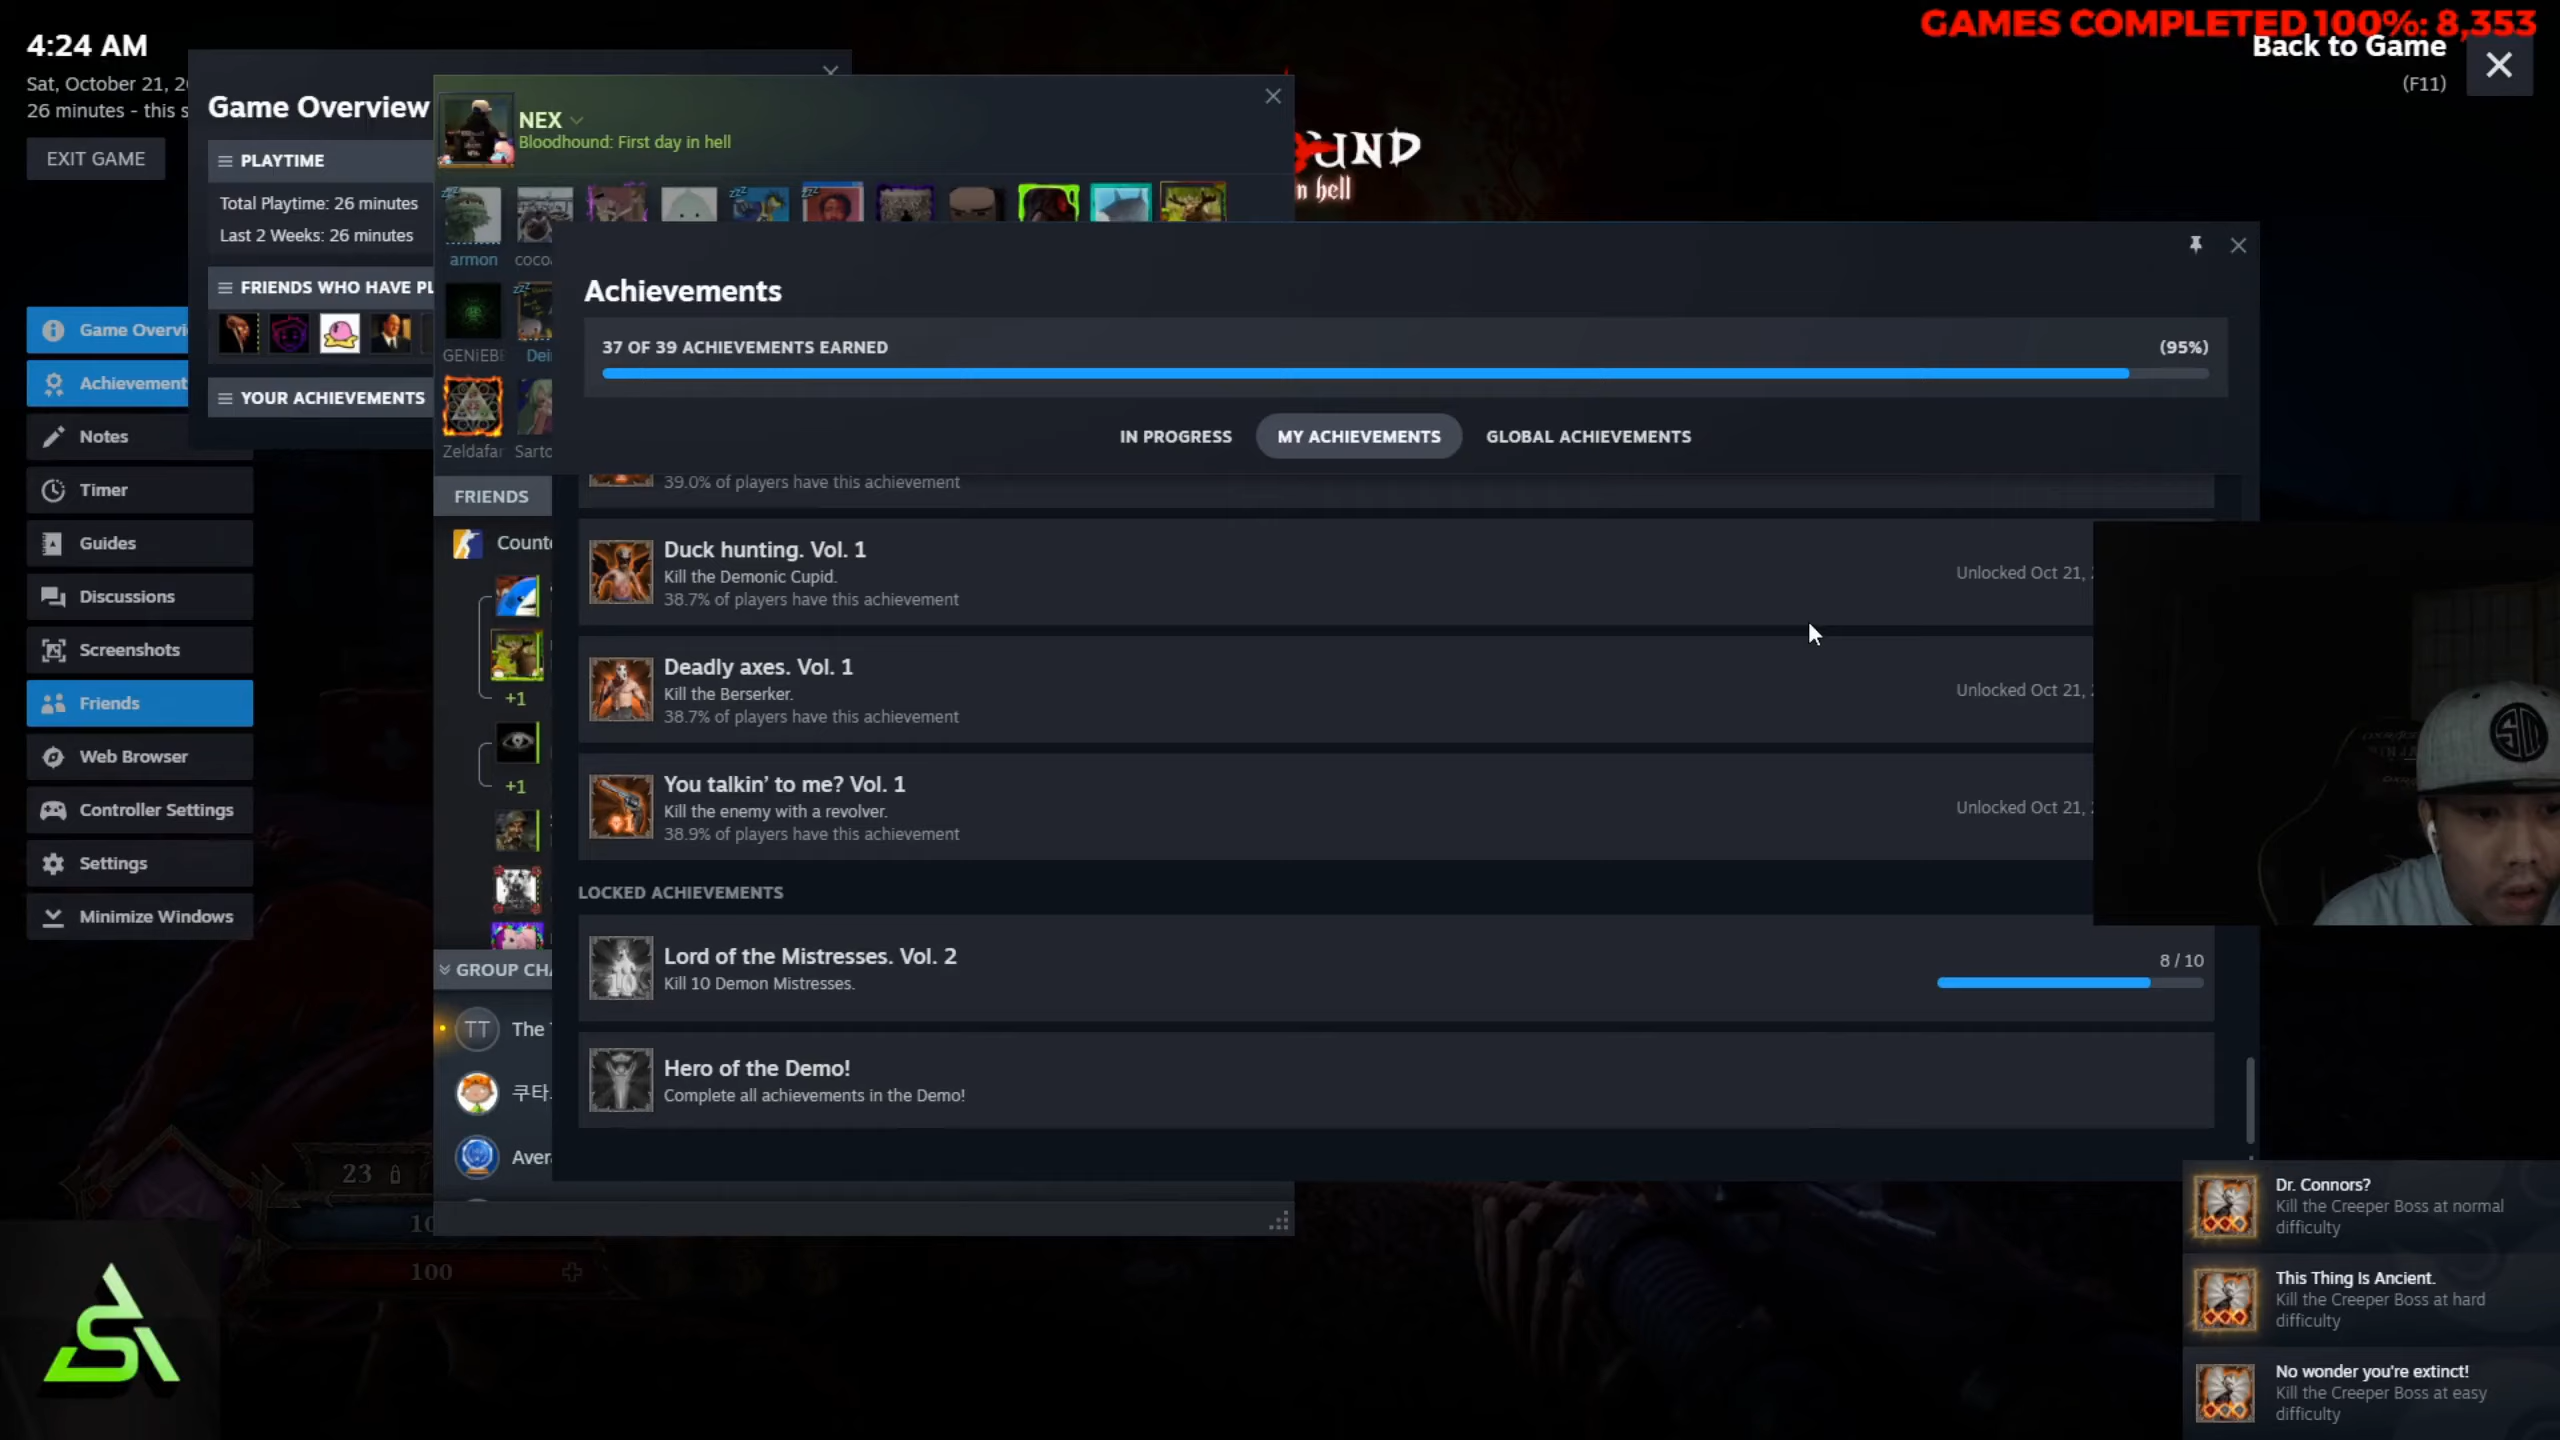 GAMES COMPLETED 100%: 8,353
4:24 AM
Sat, October 21,
26 minutes - this
EXIT GAME
Back to Game
(F11)
Game Overview
PLAYTIME
Total Playtime: 26 minutes
Last 2 Weeks: 26 minutes
FRIENDS WHO HAVE
YOUR ACHIEVEMENTS
NEX
Bloodhound: First day in hell
zzz
zzz
zzz
zzz
armon
zzz
Zeldafar
Sarto
FRIENDS
+1
+1
GROUP
TT
The
쿠타
hell
Achievements
Notes
Timer
Guides
Discussions
Screenshots
Friends
Web Browser
Controller Settings
Settings
Minimize Windows
37 OF 39 ACHIEVEMENTS EARNED
(95%)
IN PROGRESS
MY ACHIEVEMENTS
GLOBAL ACHIEVEMENTS
39.0% of players have this achievement
Duck hunting. Vol. 1
Kill the Demonic Cupid.
38.7% of players have this achievement
Unlocked Oct 21,
Deadly axes. Vol. 1
Kill the Berserker.
38.7% of players have this achievement
Unlocked Oct 21,
You talkin' to me? Vol. 1
Kill the enemy with a revolver.
38.9% of players have this achievement
Unlocked Oct 21,
LOCKED ACHIEVEMENTS
Lord of the Mistresses. Vol. 2
Kill 10 Demon Mistresses.
8 / 10
Hero of the Demo!
Complete all achievements in the Demo!
23
100
Dr. Connors?
Kill the Creeper Boss at normal
difficulty
This Thing Is Ancient.
Kill the Creeper Boss at hard
difficulty
No wonder you're extinct!
Kill the Creeper Boss at easy
difficulty